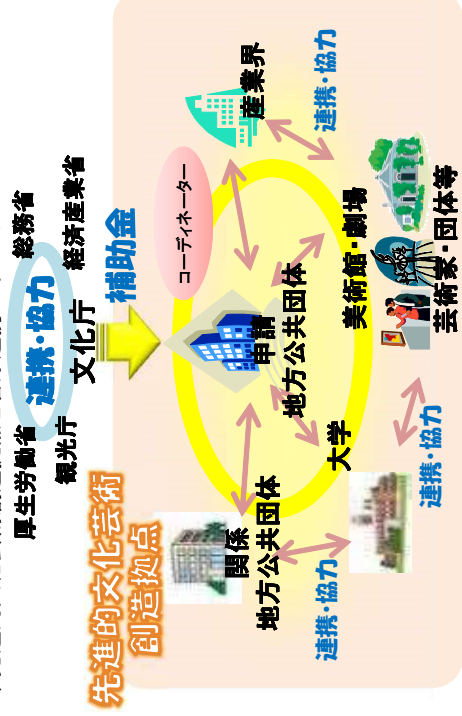 厚生労働省
総務省
連携・協力
観光庁
経済産業省
文化庁
補助金
先進的文化芸術
創造拠点
コーディネーター
産業界
関係
地方公共団体
申請
地方公共団体
連携・協力
連携・協力
大学
美術館・劇場
芸術家・団体等
連携・協力